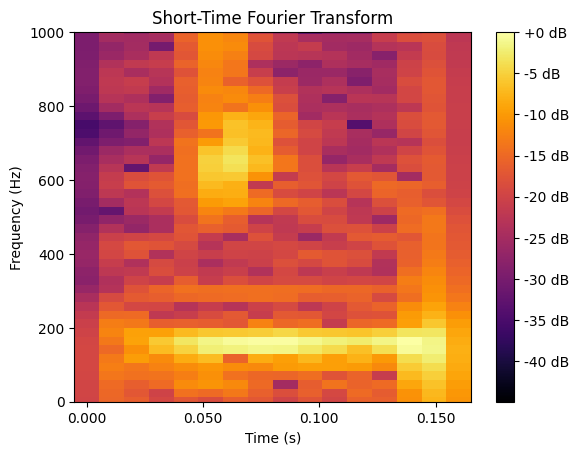 Short-Time Fourier Transform
1000
800
600
400
200
0
Frequency (Hz)
0.000
0.050
0.100
0.150
Time (s)
+0 dB
-5 dB
-10 dB
-15 dB
-20 dB
-25 dB
-30 dB
-35 dB
-40 dB